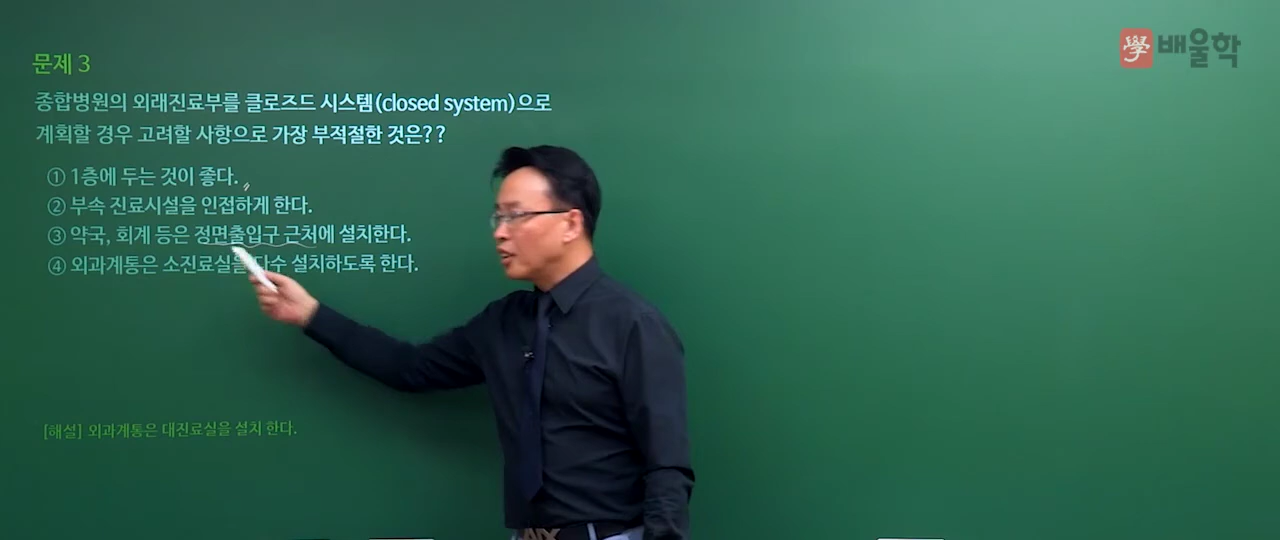 學 배울학
문제 3
종합병원의 외래진료부를 클로즈드 시스템(closed system)으로
계획할 경우 고려할 사항으로 가장 부적절한 것은??
① 1층에 두는 것이 좋다.
② 부속 진료시설을 인접하게 한다.
③ 약국, 회계 등은 정면출입구 근처에 설치한다.
④ 외과계통은 소진료실을 다수 설치하도록 한다.
[해설] 외과계통은 대진료실을 설치 한다.